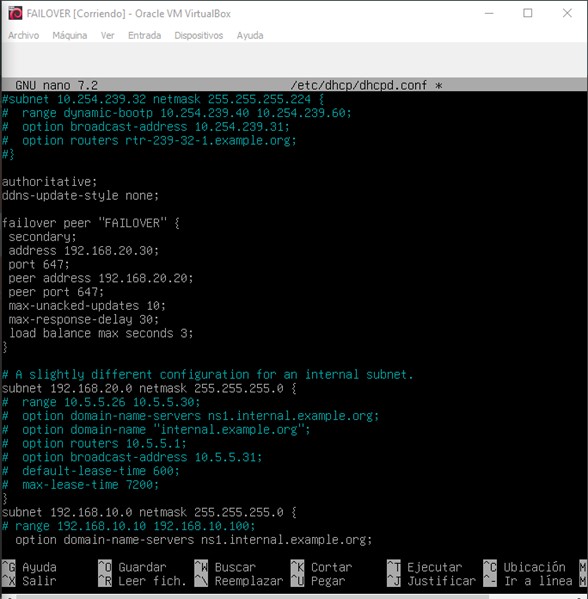 FAILOVER [Corriendo] - Oracle VM VirtualBox
Archivo Máquina Ver Entrada Dispositivos Ayuda
GNU nano 7.2 /etc/dhcp/dhcpd.conf *
#subnet 10.254.239.32 netmask 255.255.255.224 {
#  range dynamic-bootp 10.254.239.40 10.254.239.60;
#  option broadcast-address 10.254.239.31;
#  option routers rtr-239-32-1.example.org;
#}
authoritative;
ddns-update-style none;
failover peer "FAILOVER" {
 secondary;
 address 192.168.20.30;
 port 647;
 peer address 192.168.20.20;
 peer port 647;
 max-unacked-updates 10;
 max-response-delay 30;
 load balance max seconds 3;
}
# A slightly different configuration for an internal subnet.
subnet 192.168.20.0 netmask 255.255.255.0 {
#  range 10.5.5.26 10.5.5.30;
#  option domain-name-servers ns1.internal.example.org;
#  option domain-name "internal.example.org";
#  option routers 10.5.5.1;
#  option broadcast-address 10.5.5.31;
#  default-lease-time 600;
#  max-lease-time 7200;
}
subnet 192.168.10.0 netmask 255.255.255.0 {
# range 192.168.10.10 192.168.10.100;
  option domain-name-servers ns1.internal.example.org;
^G Ayuda ^O Guardar ^W Buscar ^K Cortar ^T Ejecutar ^C Ubicación M
^X Salir ^R Leer fich. ^\ Reemplazar ^U Pegar ^J Justificar ^- Ir a línea M